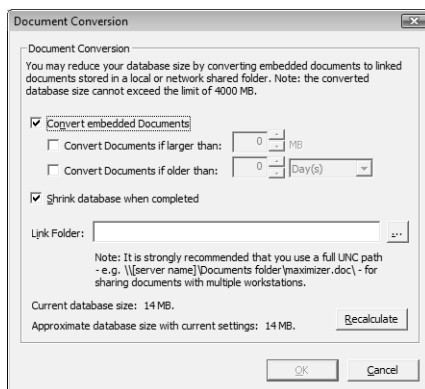 Document Conversion
Document Conversion
You may reduce your database size by converting embedded documents to linked
documents stored in a local or network shared folder. Note: the converted
database size cannot exceed the limit of 4000 MB.
Convert embedded Documents
Convert Documents if larger than: 0 MB
Convert Documents if older than: 0 Day(s)
Shrink database when completed
Link Folder: ...
Note: It is strongly recommended that you use a full UNC path
- e.g. \\[server name]\Documents folder\maximizer.doc\ - for
sharing documents with multiple workstations.
Current database size: 14 MB.
Approximate database size with current settings: 14 MB.
Recalculate
OK Cancel